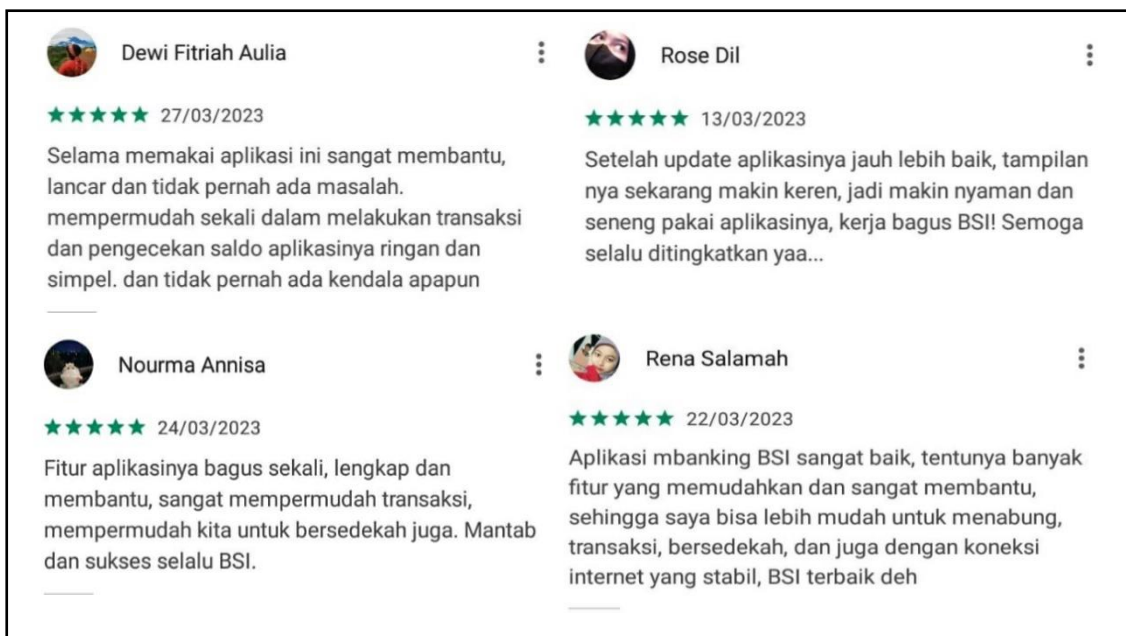 Dewi Fitriah Aulia
27/03/2023
Selama memakai aplikasi ini sangat membantu,
lancar dan tidak pernah ada masalah.
mempermudah sekali dalam melakukan transaksi
dan pengecekan saldo aplikasinya ringan dan
simpel. dan tidak pernah ada kendala apapun
Rose Dil
13/03/2023
Setelah update aplikasinya jauh lebih baik, tampilan
nya sekarang makin keren, jadi makin nyaman dan
seneng pakai aplikasinya, kerja bagus BSI! Semoga
selalu ditingkatkan yaa...
Nourma Annisa
24/03/2023
Fitur aplikasinya bagus sekali, lengkap dan
membantu, sangat mempermudah transaksi,
mempermudah kita untuk bersedekah juga. Mantab
dan sukses selalu BSI.
Rena Salamah
22/03/2023
Aplikasi mbanking BSI sangat baik, tentunya banyak
fitur yang memudahkan dan sangat membantu,
sehingga saya bisa lebih mudah untuk menabung,
transaksi, bersedekah, dan juga dengan koneksi
internet yang stabil, BSI terbaik deh